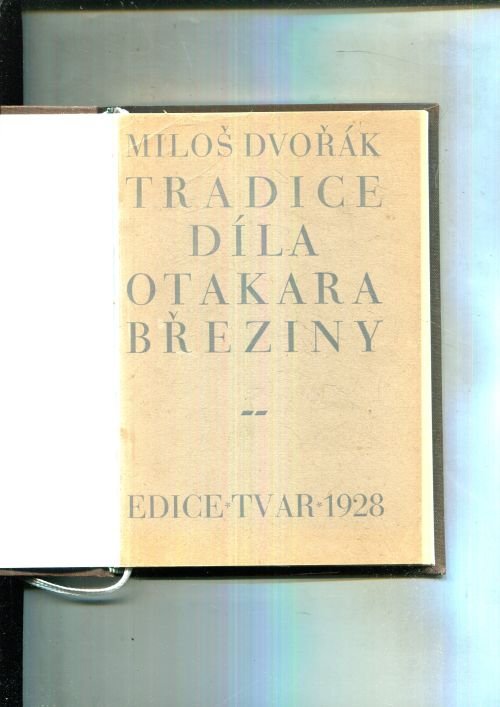 MILOŠ DVOŘÁK
TRADICE
DÍLA
OTAKARA
BŘEZINY
--
EDICE*TVAR*1928